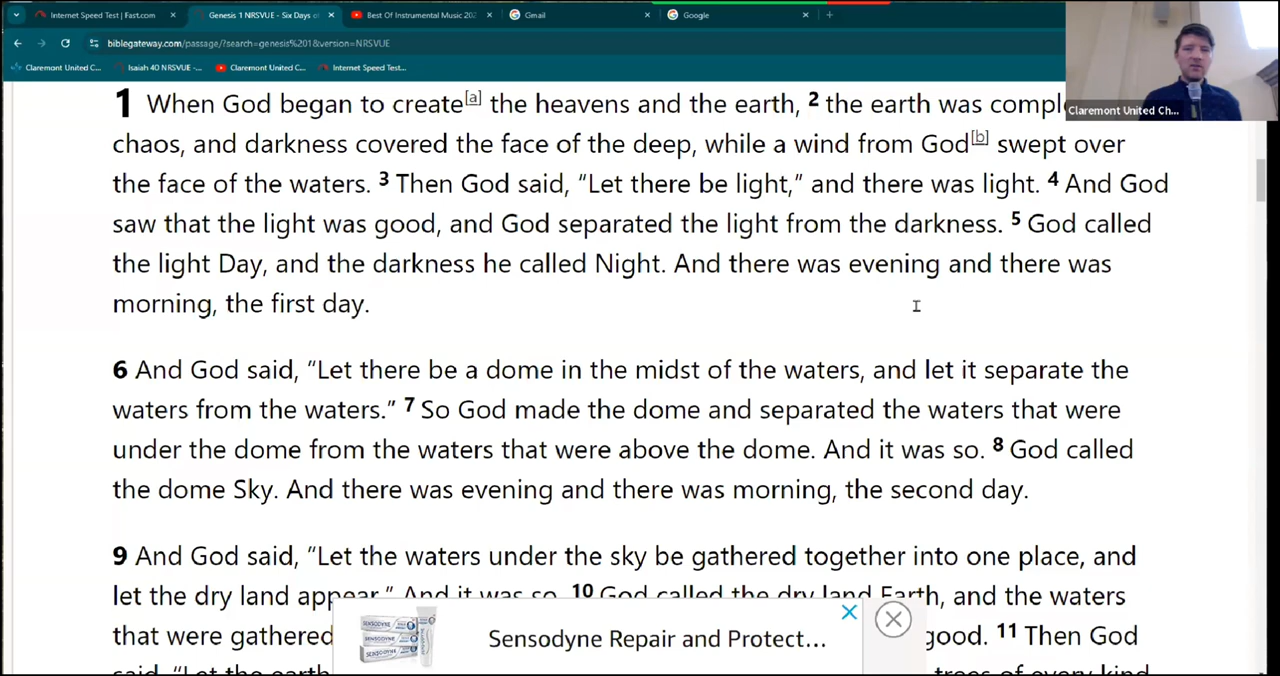 Internet Speed Test | Fast.com
Genesis 1 NRSVUE - Six Days of
Best Of Instrumental Music 202
Gmail
Google
biblegateway.com/passage/?search=genesis%201&version=NRSVUE
Claremont United C...
Isaiah 40 NRSVUE -...
Claremont United C...
Internet Speed Test...
Claremont United Ch...
1 When God began to create[a] the heavens and the earth, 2 the earth was compl
chaos, and darkness covered the face of the deep, while a wind from God[b] swept over
the face of the waters. 3 Then God said, “Let there be light,” and there was light. 4 And God
saw that the light was good, and God separated the light from the darkness. 5 God called
the light Day, and the darkness he called Night. And there was evening and there was
morning, the first day.
6 And God said, “Let there be a dome in the midst of the waters, and let it separate the
waters from the waters.” 7 So God made the dome and separated the waters that were
under the dome from the waters that were above the dome. And it was so. 8 God called
the dome Sky. And there was evening and there was morning, the second day.
9 And God said, “Let the waters under the sky be gathered together into one place, and
let the dry land appear.” And it was so. 10 God called the dry land Earth, and the waters
that were gathered good. 11 Then God
said, “Let the earth trees of every kind
SENSODYNE
SENSODYNE
SENSODYNE
Sensodyne Repair and Protect...